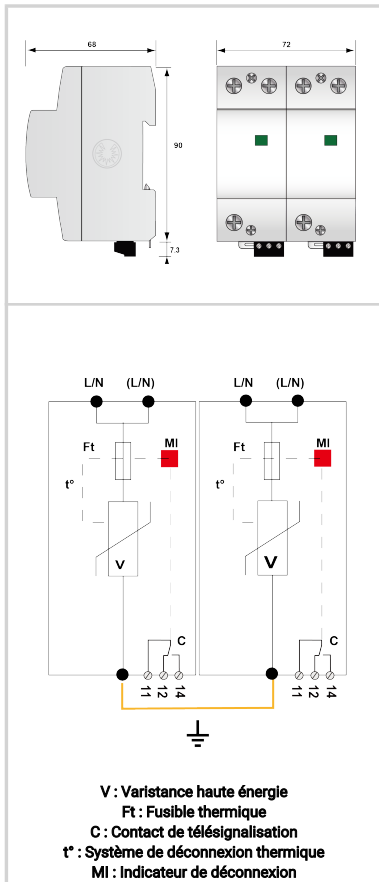 68
72
90
7.3
L/N (L/N) L/N (L/N)
Ft MI Ft MI
t° t°
V V
C C
11 12 14 11 12 14
V : Varistance haute énergie
Ft : Fusible thermique
C : Contact de télésignalisation
t° : Système de déconnexion thermique
MI : Indicateur de déconnexion